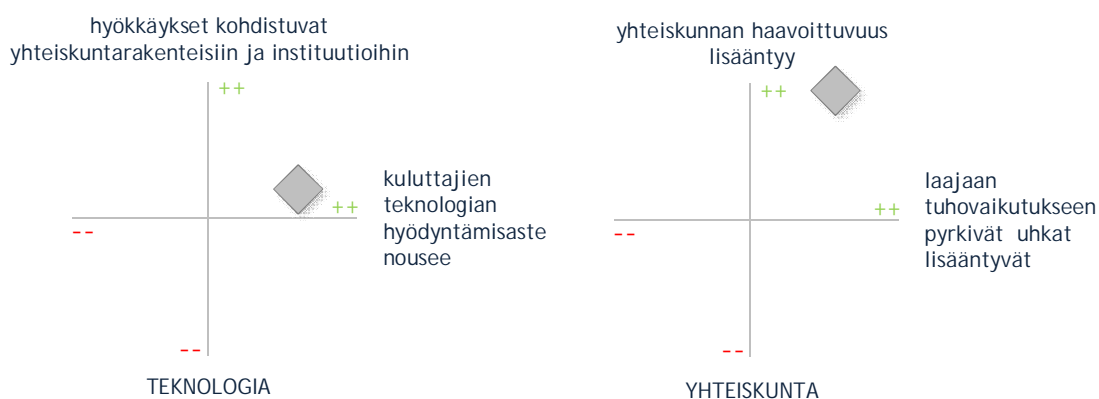 hyökkäykset kohdistuvat
yhteiskuntarakenteisiin ja instituutioihin
++
kuluttajien
teknologian
hyödyntämisaste
nousee
++
--
--
TEKNOLOGIA
yhteiskunnan haavoittuvuus
lisääntyy
++
laajaan
tuhovaikutukseen
pyrkivät uhkat
lisääntyvät
++
--
--
YHTEISKUNTA